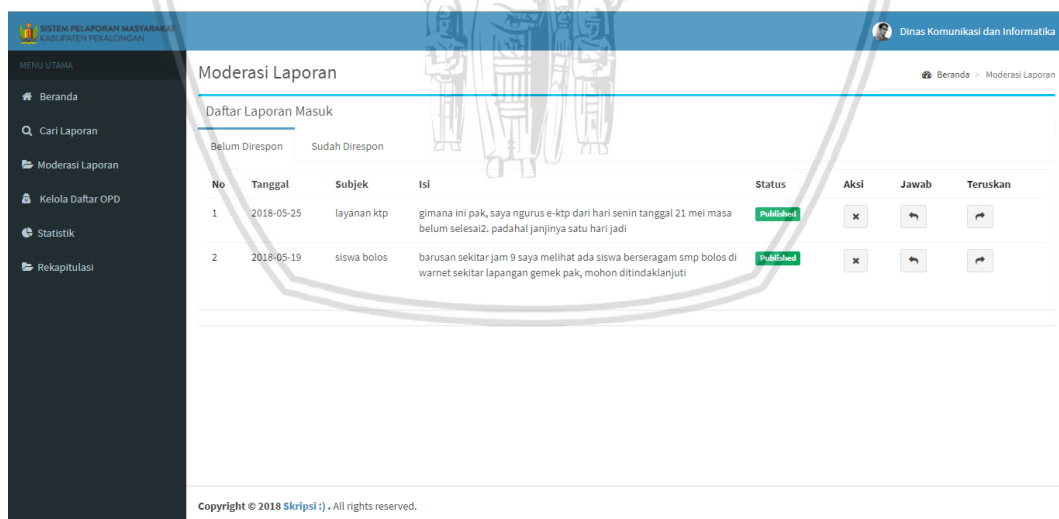 SISTEM PELAPORAN MASYARAKAT
KABUPATEN PEKALONGAN
Dinas Komunikasi dan Informatika
MENU UTAMA
Beranda
Cari Laporan
Moderasi Laporan
Kelola Daftar OPD
Statistik
Rekapitulasi
Moderasi Laporan
Beranda > Moderasi Laporan
Daftar Laporan Masuk
Belum Direspon Sudah Direspon
No Tanggal Subjek Isi Status Aksi Jawab Teruskan
1 2018-05-25 layanan ktp gimana ini pak, saya ngurus e-ktp dari hari senin tanggal 21 mei masa Published
belum selesai2. padahal janjinya satu hari jadi
2 2018-05-19 siswa bolos barusan sekitar jam 9 saya melihat ada siswa berseragam smp bolos di Published
warnet sekitar lapangan gemek pak, mohon ditindaklanjuti
Copyright © 2018 Skripsi :) . All rights reserved.